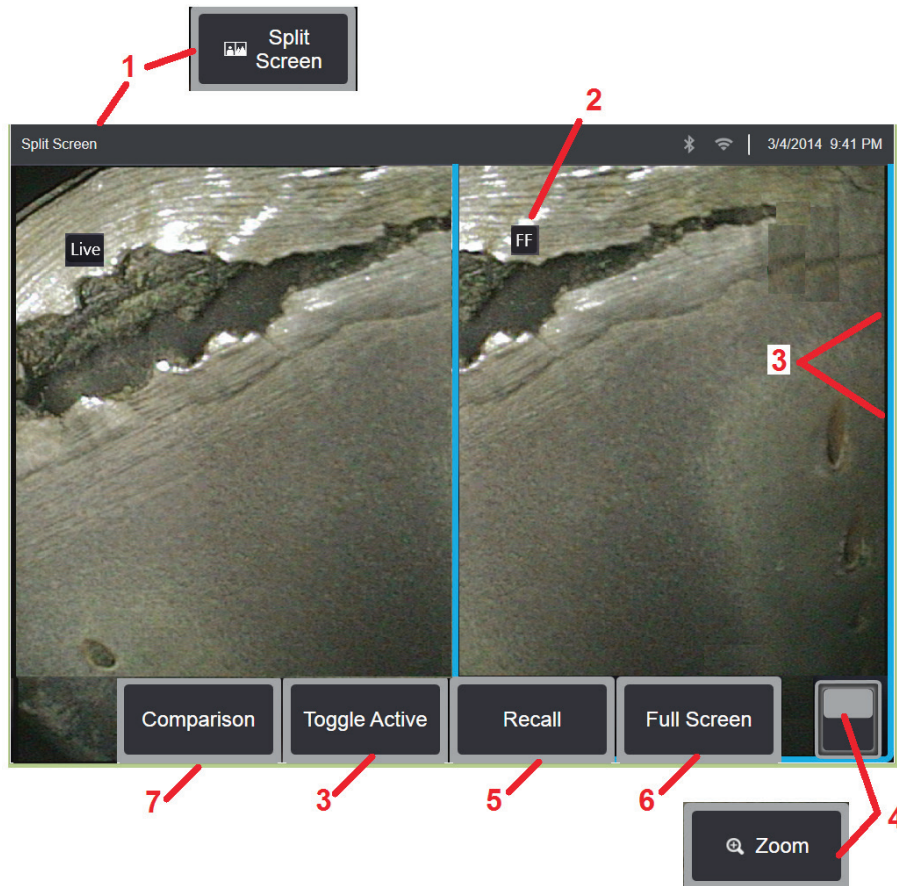 Split
Screen
1
2
Split Screen
3/4/2014 9:41 PM
Live
FF
3
Comparison
Toggle Active
Recall
Full Screen
7
3
5
6
4
Zoom